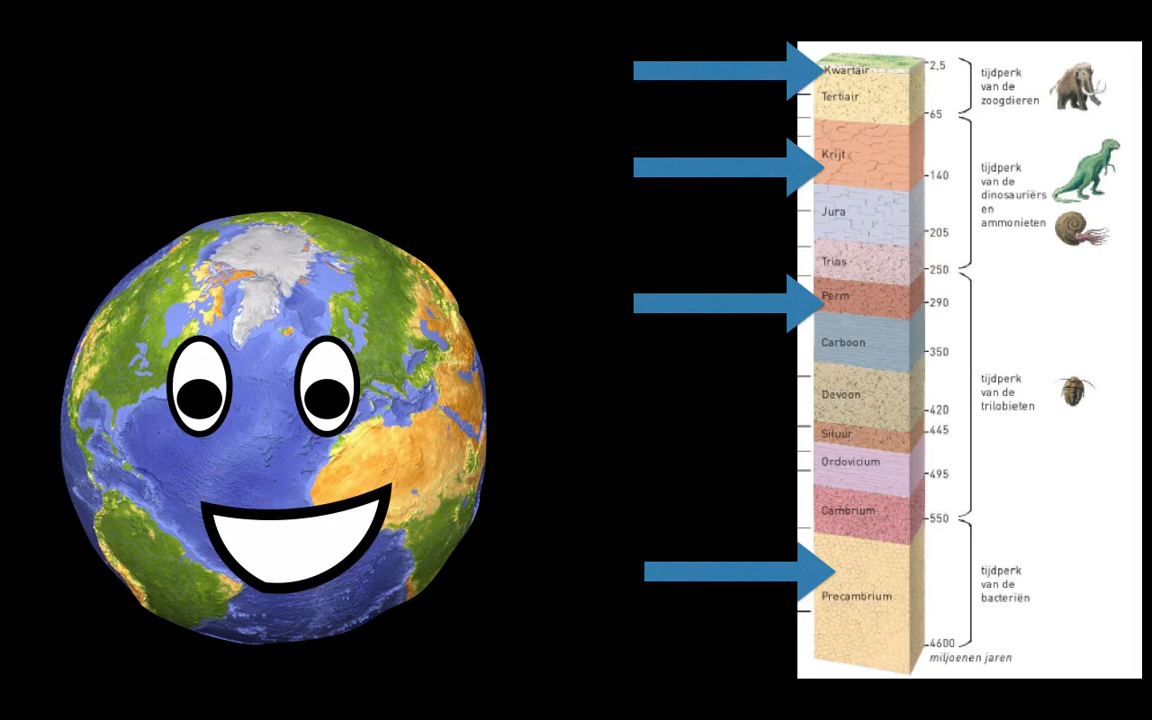 Kwartair
2,5
Tertiair
65
Krijt
140
Jura
205
Trias
250
Perm
290
Carboon
350
Devoon
420
Siluur
445
Ordovicium
495
Cambrium
550
Precambrium
4600
miljoenen jaren
tijdperk
van de
zoogdieren
tijdperk
van de
dinosauriërs
en
ammonieten
tijdperk
van de
trilobieten
tijdperk
van de
bacteriën